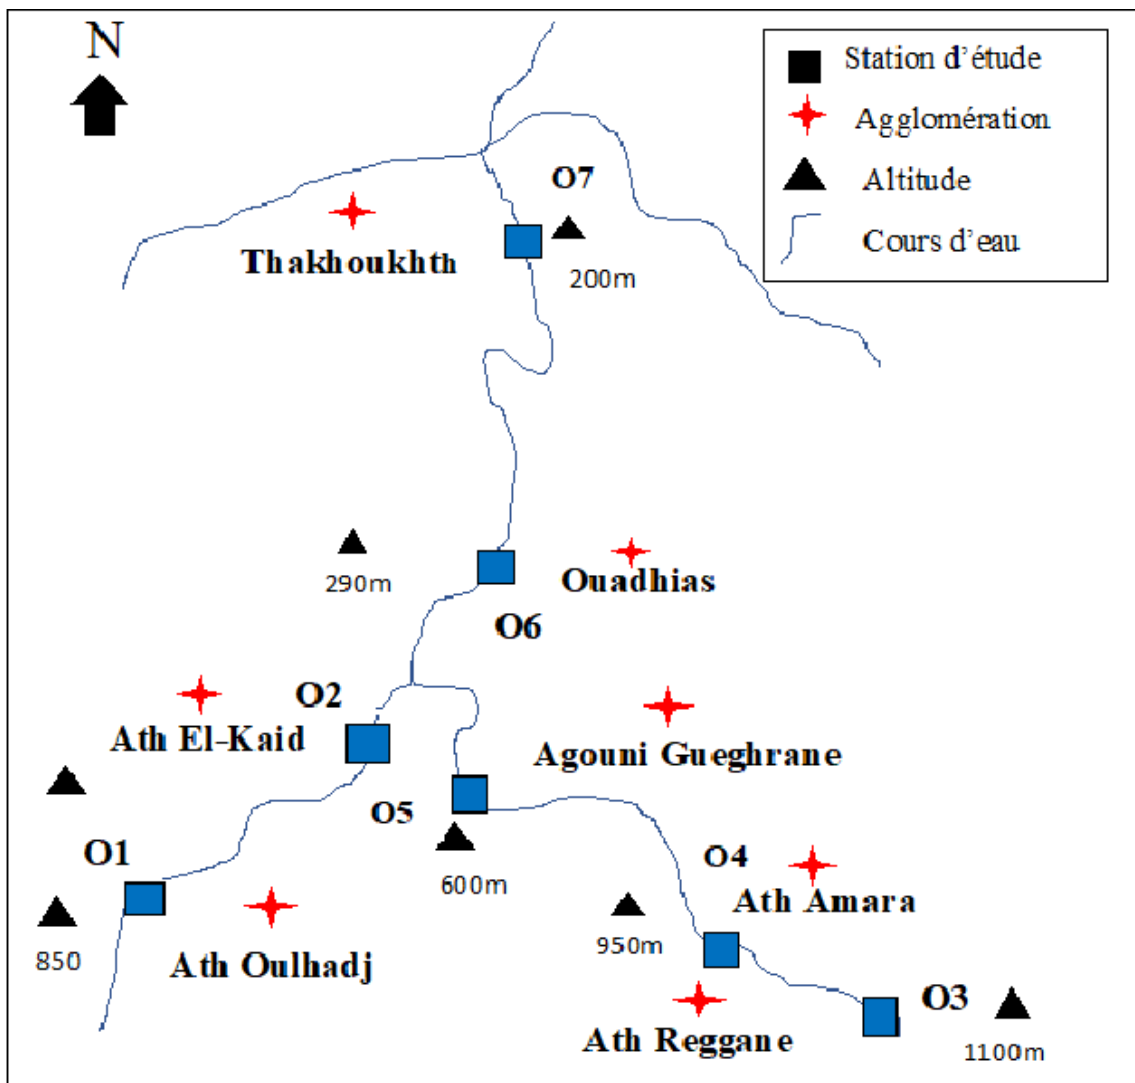 N
Station d'étude
Agglomération
Altitude
Cours d'eau
O7
Thakhoukhth
200m
290m
Ouadhias
O6
O2
Ath El-Kaid
Agouni Gueghrane
O5
O1
600m
O4
Ath Amara
850
950m
Ath Oulhadj
O3
Ath Reggane
1100m